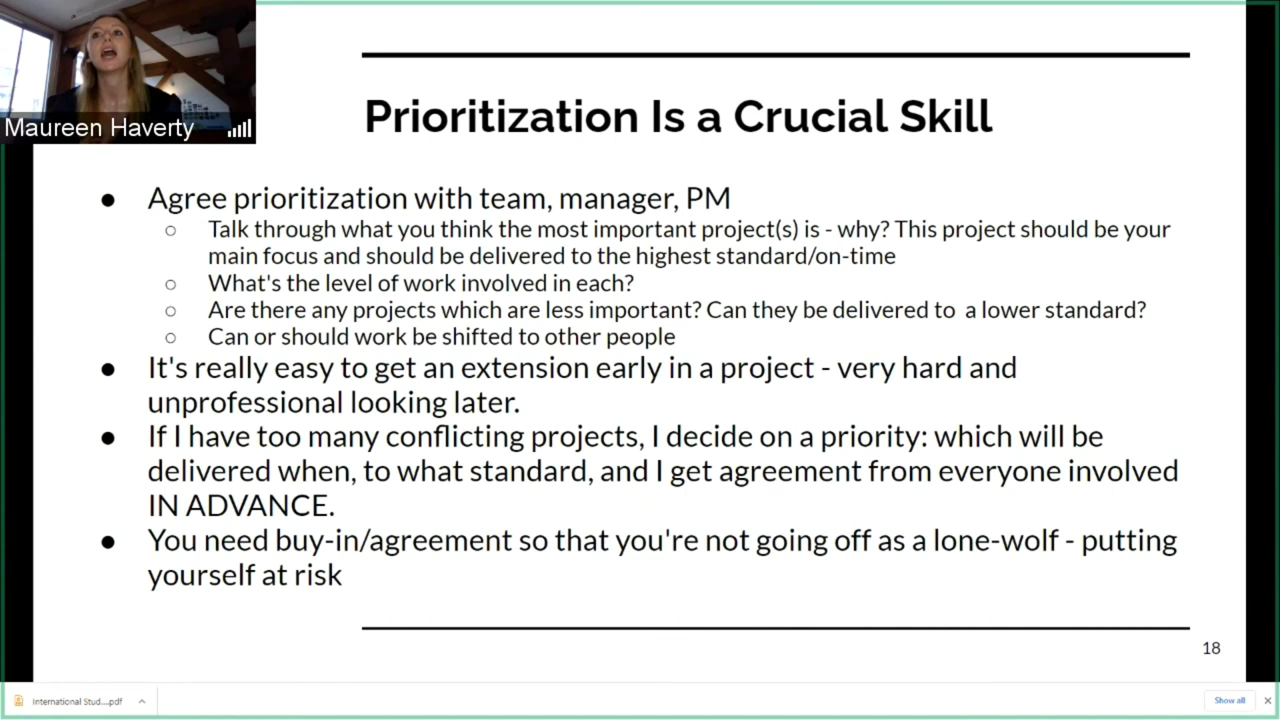 Maureen Haverty
Prioritization Is a Crucial Skill
● Agree prioritization with team, manager, PM
○ Talk through what you think the most important project(s) is - why? This project should be your
main focus and should be delivered to the highest standard/on-time
○ What's the level of work involved in each?
○ Are there any projects which are less important? Can they be delivered to a lower standard?
○ Can or should work be shifted to other people
● It's really easy to get an extension early in a project - very hard and
unprofessional looking later.
● If I have too many conflicting projects, I decide on a priority: which will be
delivered when, to what standard, and I get agreement from everyone involved
IN ADVANCE.
● You need buy-in/agreement so that you're not going off as a lone-wolf - putting
yourself at risk
18
International Stud....pdf
Show all